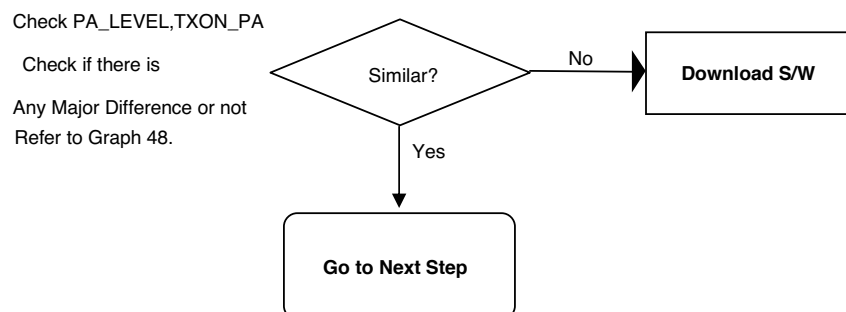 Check PA_LEVEL,TXON_PA
Check if there is
Any Major Difference or not
Refer to Graph 48.
Similar?
No
Download S/W
Yes
Go to Next Step